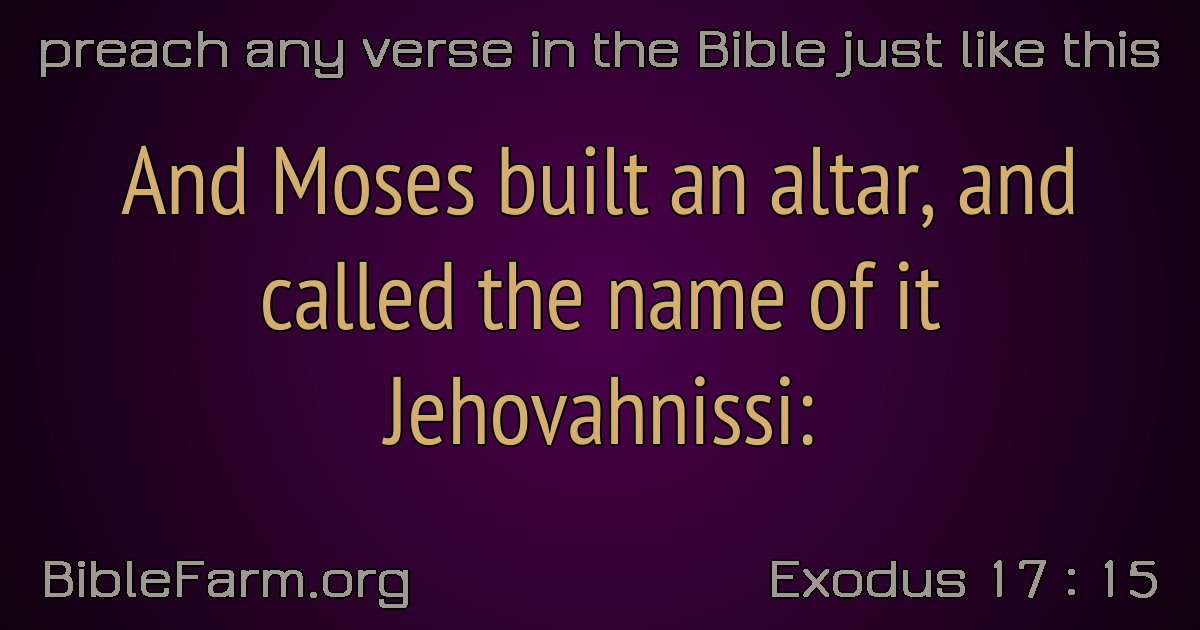 preach any verse in the Bible just like this
And Moses built an altar, and
called the name of it
Jehovahnissi:
BibleFarm.org
Exodus 17 : 15